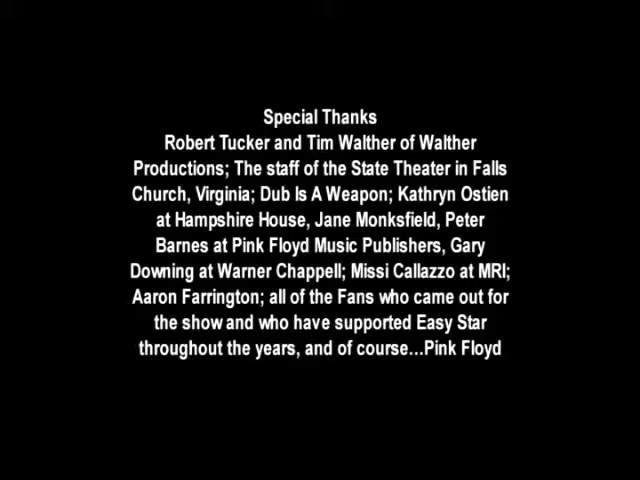 Special Thanks
Robert Tucker and Tim Walther of Walther
Productions; The staff of the State Theater in Falls
Church, Virginia; Dub Is A Weapon; Kathryn Ostien
at Hampshire House, Jane Monksfield, Peter
Barnes at Pink Floyd Music Publishers, Gary
Downing at Warner Chappell; Missi Callazzo at MRI;
Aaron Farrington; all of the Fans who came out for
the show and who have supported Easy Star
throughout the years, and of course...Pink Floyd